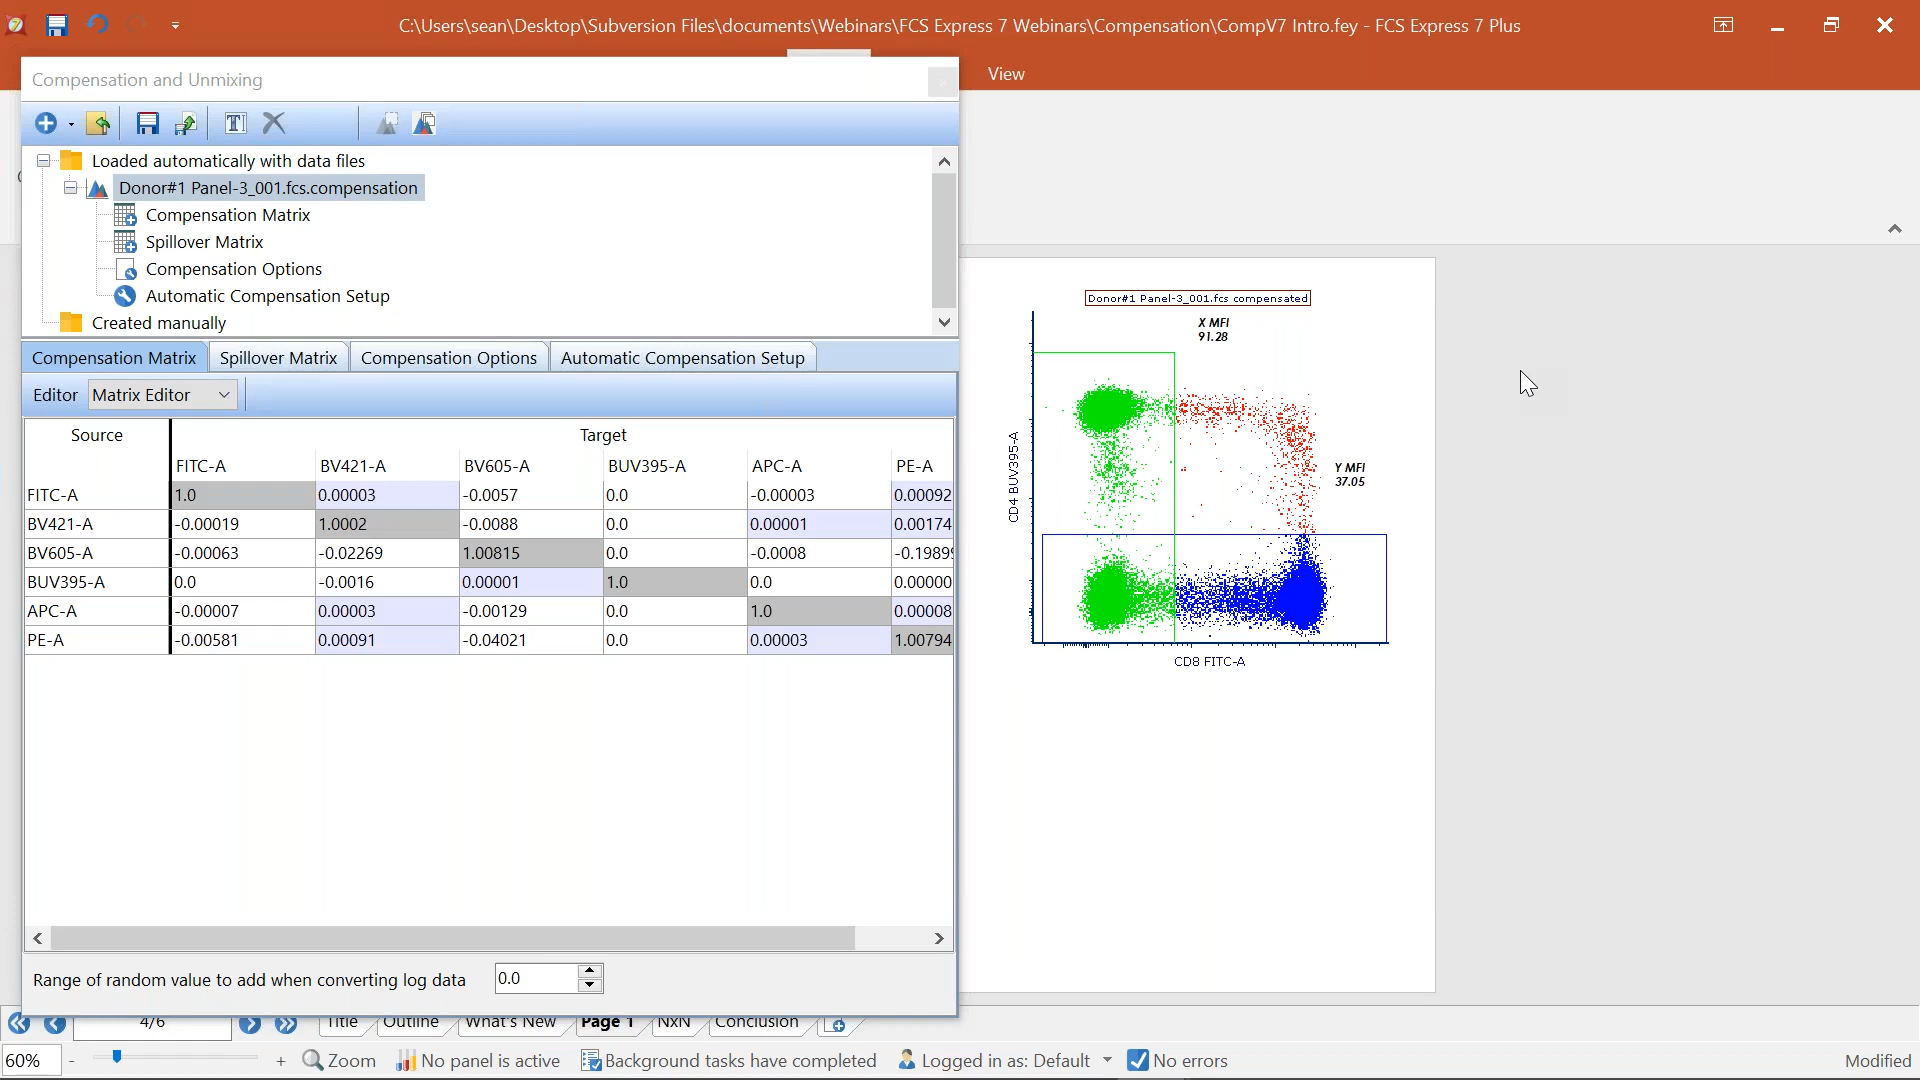 C:\Users\sean\Desktop\Subversion Files\documents\Webinars\FCS Express 7 Webinars\Compensation\CompV7 Intro.fey - FCS Express 7 Plus
Compensation and Unmixing
View
Loaded automatically with data files
Donor#1 Panel-3_001.fcs.compensation
Compensation Matrix
Spillover Matrix
Compensation Options
Automatic Compensation Setup
Created manually
Compensation Matrix Spillover Matrix Compensation Options Automatic Compensation Setup
Editor Matrix Editor
Source Target
FITC-A BV421-A BV605-A BUV395-A APC-A PE-A
FITC-A 1.0 0.00003 -0.0057 0.0 -0.00003 0.00092
BV421-A -0.00019 1.0002 -0.0088 0.0 0.00001 0.00174
BV605-A -0.00063 -0.02269 1.00815 0.0 -0.0008 -0.1989
BUV395-A 0.0 -0.0016 0.00001 1.0 0.0 0.00000
APC-A -0.00007 0.00003 -0.00129 0.0 1.0 0.00008
PE-A -0.00581 0.00091 -0.04021 0.0 0.00003 1.00794
Range of random value to add when converting log data 0.0
Donor#1 Panel-3_001.fcs compensated
X MFI
91.28
CD4 BUV395-A
Y MFI
37.05
CD8 FITC-A
4/6 Title Outline What's New Page 1 NxN Conclusion
60% - + Zoom No panel is active Background tasks have completed Logged in as: Default No errors Modified